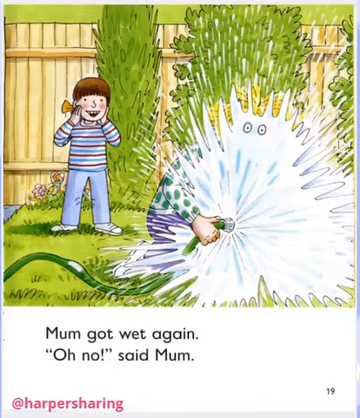 Mum got wet again.
“Oh no!” said Mum.
19
@harpersharing